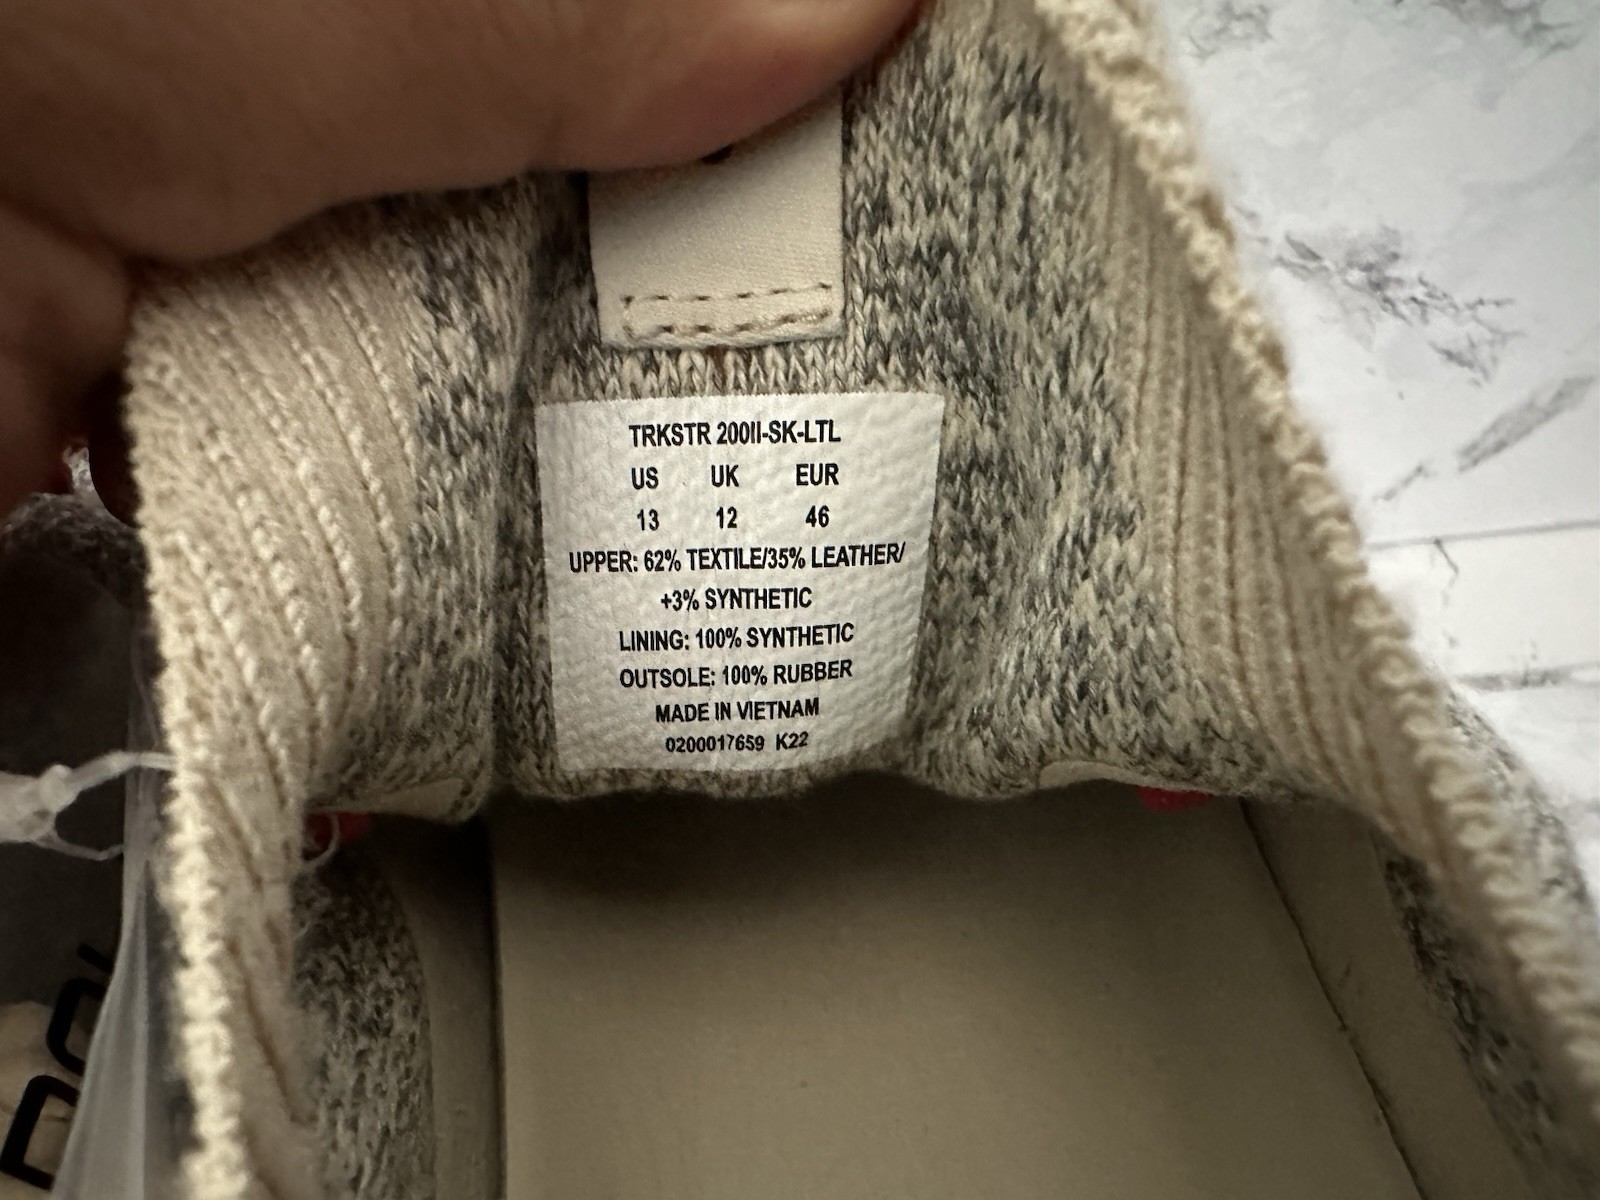 TRKSTR 200II-SK-LTL
US UK EUR
13 12 46
UPPER: 62% TEXTILE/35% LEATHER/
+3% SYNTHETIC
LINING: 100% SYNTHETIC
OUTSOLE: 100% RUBBER
MADE IN VIETNAM
0200017659 K22